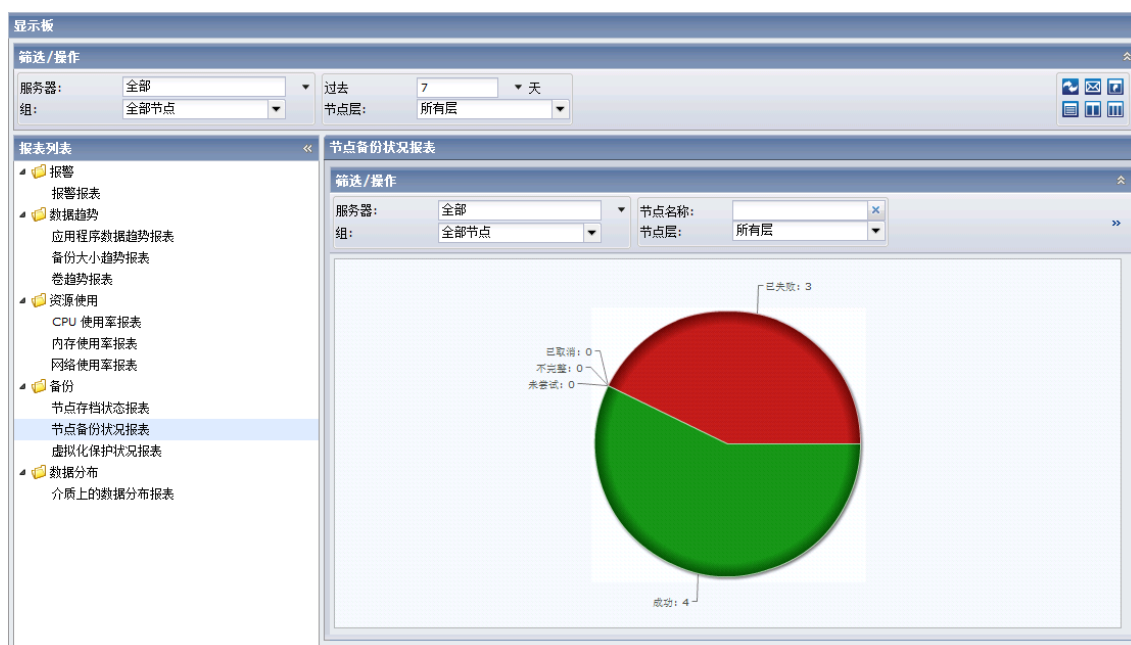 显示板
筛选/操作
服务器: 全部 过去 7 天
组: 全部节点 节点层: 所有层
报表列表
报警
报警报表
数据趋势
应用程序数据趋势报表
备份大小趋势报表
卷趋势报表
资源使用
CPU 使用率报表
内存使用率报表
网络使用率报表
备份
节点存档状态报表
节点备份状况报表
虚拟化保护状况报表
数据分布
介质上的数据分布报表
节点备份状况报表
筛选/操作
服务器: 全部 节点名称:
组: 全部节点 节点层: 所有层
已失败: 3
已取消: 0
不完整: 0
未尝试: 0
成功: 4